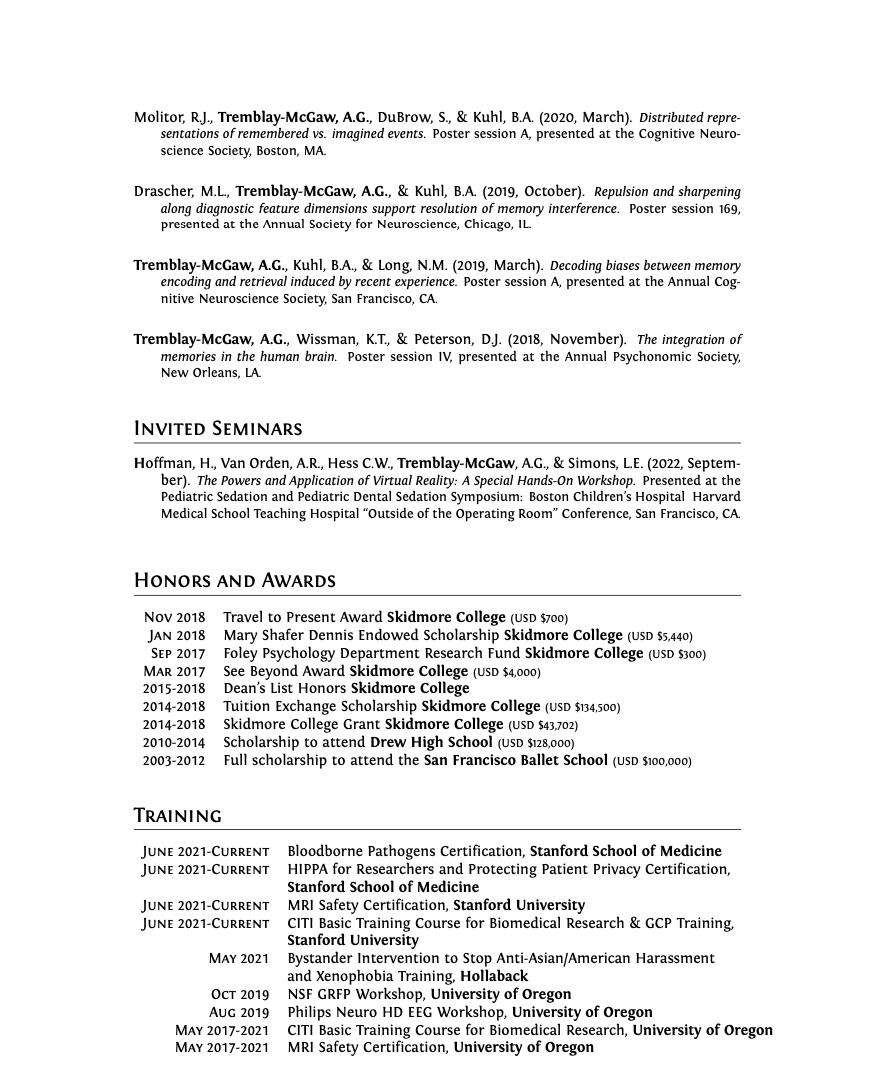 Molitor, R.J., Tremblay-McGaw, A.G., DuBrow, S., & Kuhl, B.A. (2020, March). Distributed repre-
sentations of remembered vs. imagined events. Poster session A, presented at the Cognitive Neuro-
science Society, Boston, MA.
Drascher, M.L., Tremblay-McGaw, A.G., & Kuhl, B.A. (2019, October). Repulsion and sharpening
along diagnostic feature dimensions support resolution of memory interference. Poster session 169,
presented at the Annual Society for Neuroscience, Chicago, IL.
Tremblay-McGaw, A.G., Kuhl, B.A., & Long, N.M. (2019, March). Decoding biases between memory
encoding and retrieval induced by recent experience. Poster session A, presented at the Annual Cog-
nitive Neuroscience Society, San Francisco, CA.
Tremblay-McGaw, A.G., Wissman, K.T., & Peterson, D.J. (2018, November). The integration of
memories in the human brain. Poster session IV, presented at the Annual Psychonomic Society,
New Orleans, LA.
Invited Seminars
Hoffman, H., Van Orden, A.R., Hess C.W., Tremblay-McGaw, A.G., & Simons, L.E. (2022, Septem-
ber). The Powers and Application of Virtual Reality: A Special Hands-On Workshop. Presented at the
Pediatric Sedation and Pediatric Dental Sedation Symposium: Boston Children's Hospital Harvard
Medical School Teaching Hospital "Outside of the Operating Room" Conference, San Francisco, CA.
Honors and Awards
Nov 2018 Travel to Present Award Skidmore College (USD $700)
Jan 2018 Mary Shafer Dennis Endowed Scholarship Skidmore College (USD $5,440)
Sep 2017 Foley Psychology Department Research Fund Skidmore College (USD $300)
Mar 2017 See Beyond Award Skidmore College (USD $4,000)
2015-2018 Dean's List Honors Skidmore College
2014-2018 Tuition Exchange Scholarship Skidmore College (USD $134,500)
2014-2018 Skidmore College Grant Skidmore College (USD $43,702)
2010-2014 Scholarship to attend Drew High School (USD $128,000)
2003-2012 Full scholarship to attend the San Francisco Ballet School (USD $100,000)
Training
June 2021-Current Bloodborne Pathogens Certification, Stanford School of Medicine
June 2021-Current HIPPA for Researchers and Protecting Patient Privacy Certification,
Stanford School of Medicine
June 2021-Current MRI Safety Certification, Stanford University
June 2021-Current CITI Basic Training Course for Biomedical Research & GCP Training,
Stanford University
May 2021 Bystander Intervention to Stop Anti-Asian/American Harassment
and Xenophobia Training, Hollaback
Oct 2019 NSF GRFP Workshop, University of Oregon
Aug 2019 Philips Neuro HD EEG Workshop, University of Oregon
May 2017-2021 CITI Basic Training Course for Biomedical Research, University of Oregon
May 2017-2021 MRI Safety Certification, University of Oregon